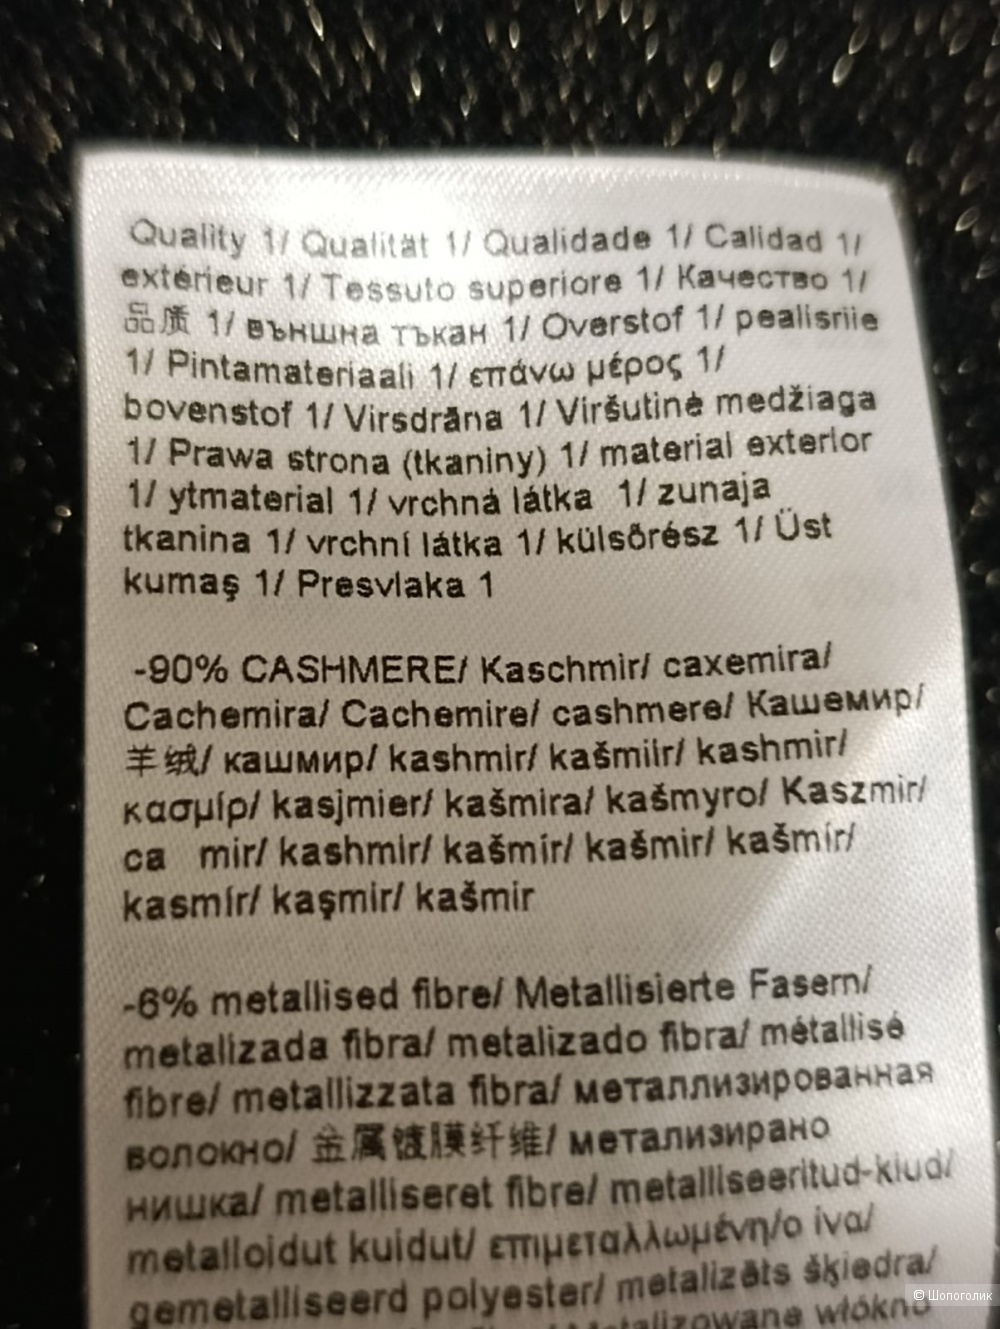 Quality 1/ Qualität 1/ Qualidade 1/ Calidad 1/
extérieur 1/ Tessuto superiore 1/ Качество 1/
品质 1/ външна тъкан 1/ Overstof 1/ pealisriie
1/ Pintamateriaali 1/ επάνω μέρος 1/
bovenstof 1/ Virsdrāna 1/ Viršutinė medžiaga
1/ Prawa strona (tkaniny) 1/ material exterior
1/ ytmaterial 1/ vrchná látka 1/ zunaja
tkanina 1/ vrchní látka 1/ külsőrész 1/ Üst
kumaş 1/ Presvlaka 1
-90% CASHMERE/ Kaschmir/ caxemira/
Cachemira/ Cachemire/ cashmere/ Кашемир/
羊绒/ кашмир/ kashmir/ kašmiir/ kashmir/
κασμίρ/ kasjmier/ kašmira/ kašmyro/ Kaszmir/
ca mir/ kashmir/ kašmír/ kašmir/ kašmír/
kasmír/ kaşmir/ kašmir
-6% metallised fibre/ Metallisierte Fasern/
metalizada fibra/ metalizado fibra/ métallisé
fibre/ metallizzata fibra/ металлизированная
волокно/ 金属镀膜纤维/ метализирано
нишка/ metalliseret fibre/ metalliseeritud-kiud/
metalloidut kuidut/ επιμεταλλωμένη/ο ίνα/
gemetalliseerd polyester/ metalizēts šķiedra/
Metalizowane włókno
© Шопоголик